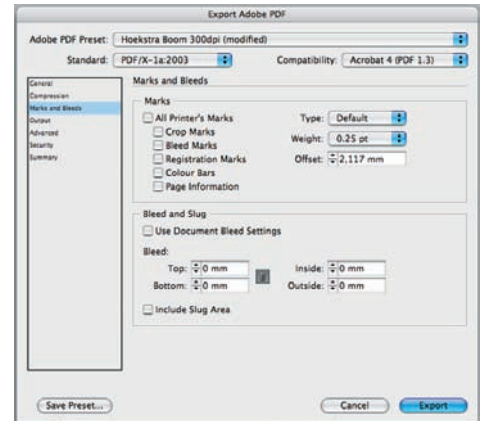 Export Adobe PDF
Adobe PDF Preset: Hoekstra Boom 300dpi (modified)
Standard: PDF/X-1a:2003 Compatibility: Acrobat 4 (PDF 1.3)
General
Compression
Marks and Bleeds
Output
Advanced
Security
Summary
Marks and Bleeds
Marks
All Printer's Marks
Crop Marks
Bleed Marks
Registration Marks
Colour Bars
Page Information
Type: Default
Weight: 0.25 pt
Offset: 2,117 mm
Bleed and Slug
Use Document Bleed Settings
Bleed:
Top: 0 mm Inside: 0 mm
Bottom: 0 mm Outside: 0 mm
Include Slug Area
Save Preset... Cancel Export